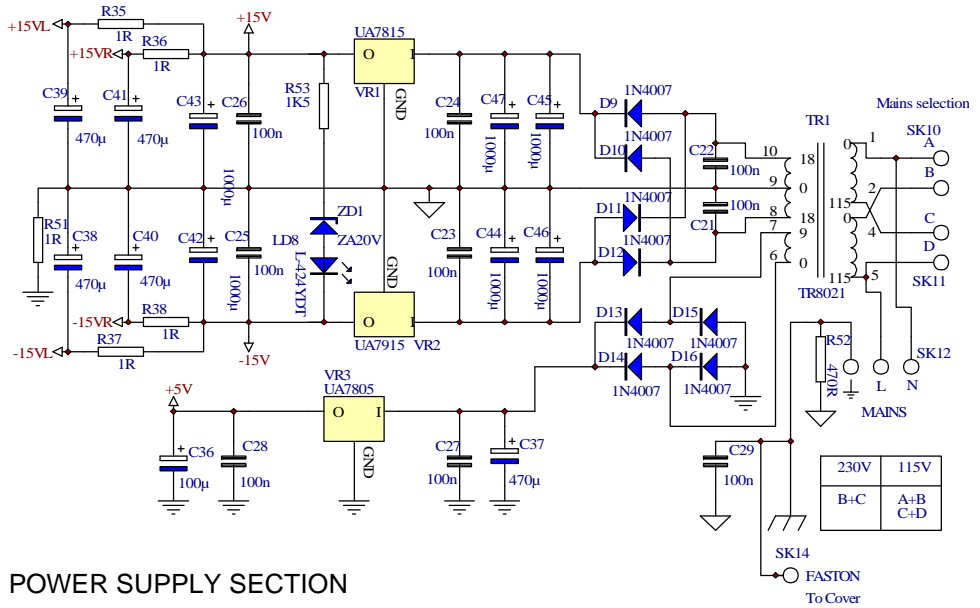 R35
+15V
+15VL
1R
R36
UA7815
+15VR
1R
O
I
VR1
GND
C39
470µ
C41
470µ
C43
1000µ
C26
100n
R53
1K5
C24
100n
C47
1000µ
C45
1000µ
D9
1N4007
D10
1N4007
C22
100n
TR1
Mains selection
10
18
9
0
8
18
7
9
6
0
0
1
115
2
0
4
115
5
SK10
A
B
C
D
SK11
TR8021
R51
1R
C38
470µ
C40
470µ
C42
1000µ
C25
100n
ZD1
ZA20V
LD8
L-424YDT
C23
100n
C44
1000µ
C46
1000µ
D11
1N4007
D12
1N4007
100n
C21
-15VR
R38
1R
-15VL
R37
1R
-15V
GND
O
I
UA7915
VR2
D13
1N4007
D15
1N4007
D14
1N4007
D16
1N4007
R52
470R
SK12
L
N
MAINS
VR3
UA7805
+5V
O
I
GND
C36
100µ
C28
100n
C27
100n
C37
470µ
C29
100n
230V 115V
B+C A+B
C+D
SK14
FASTON
To Cover
POWER SUPPLY SECTION